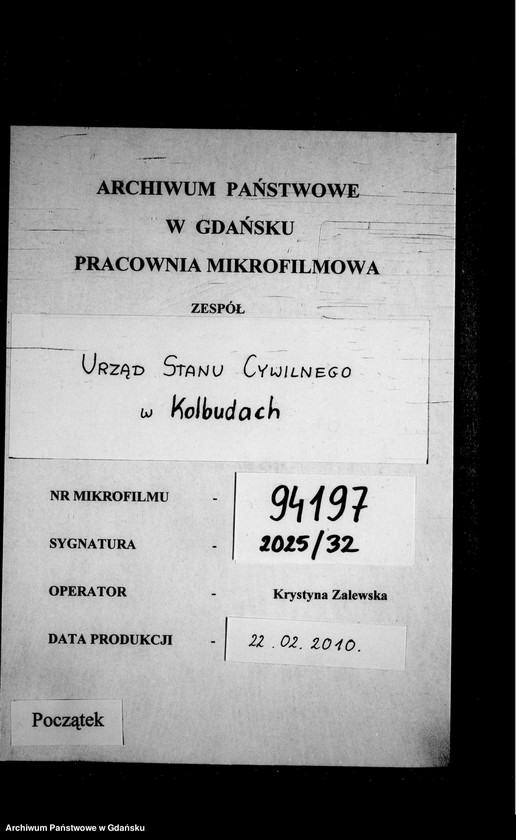 ARCHIWUM PAŃSTWOWE
W GDAŃSKU
PRACOWNIA MIKROFILMOWA
ZESPÓŁ
URZĄD STANU CYWILNEGO
w Kolbudach
NR MIKROFILMU - 94197
SYGNATURA - 2025/32
OPERATOR - Krystyna Zalewska
DATA PRODUKCJI - 22.02.2010.
Początek
Archiwum Państwowe w Gdańsku